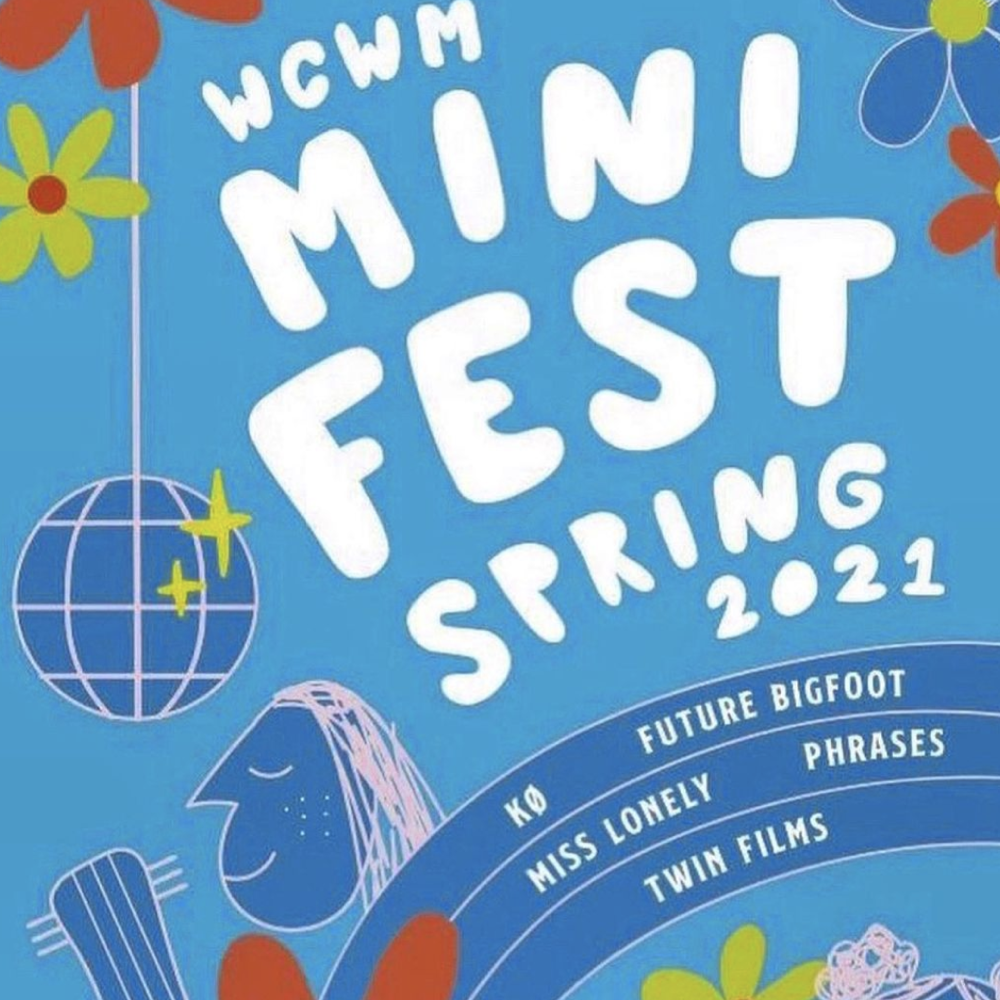 WCWM
MINI
FEST
SPRING
2021
KØ FUTURE BIGFOOT
MISS LONELY PHRASES
TWIN FILMS